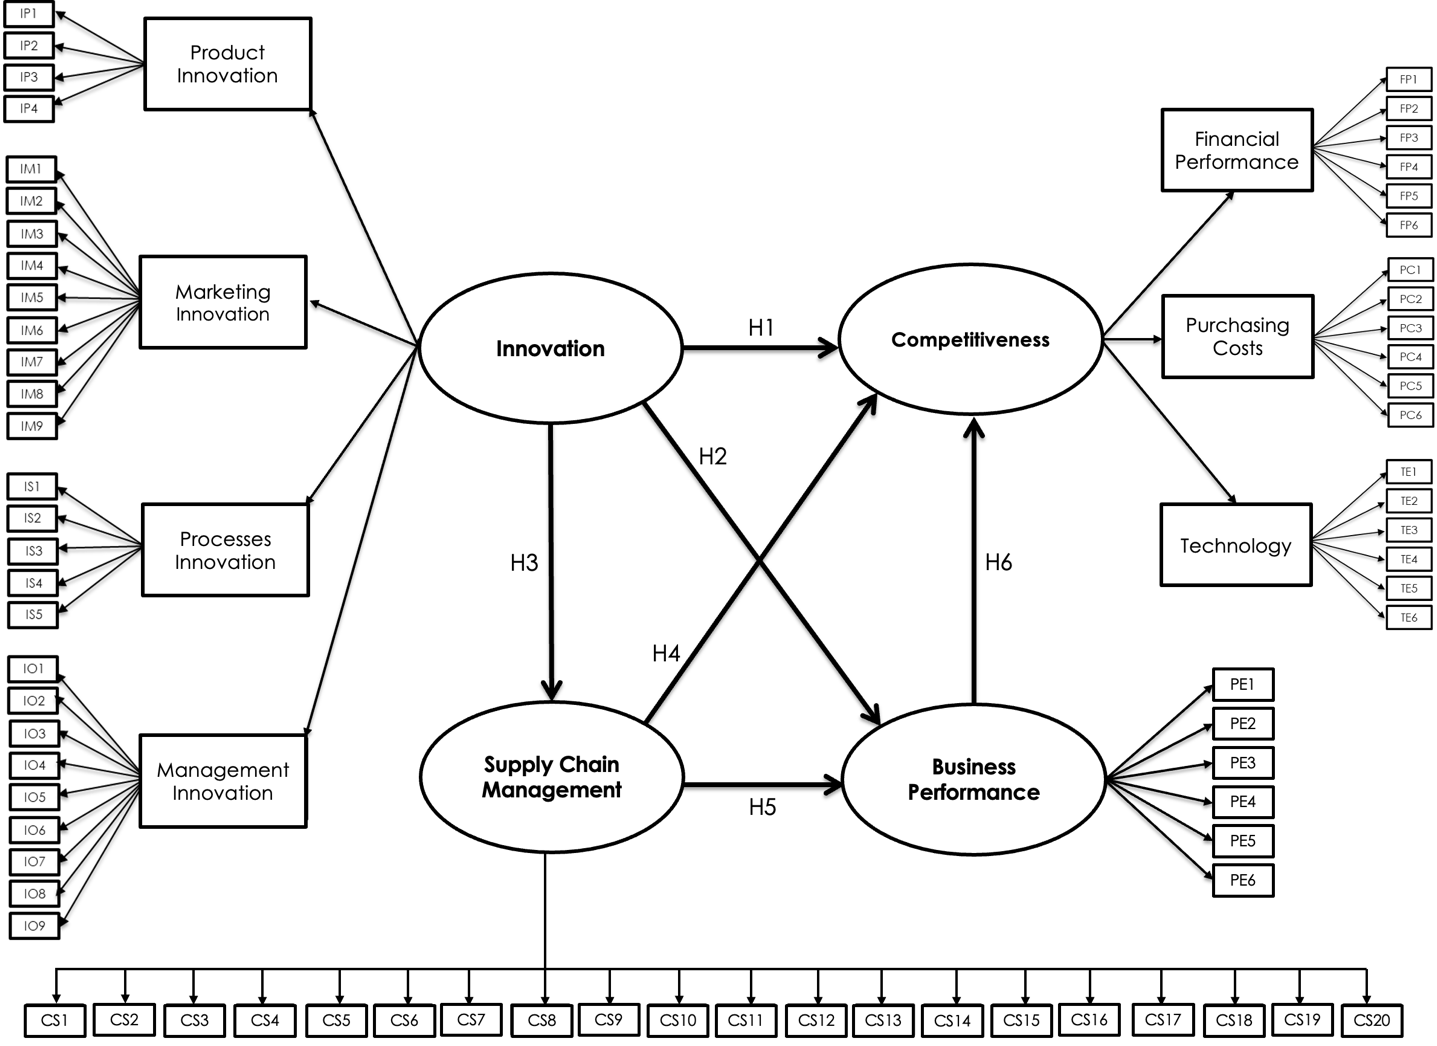 IP1
IP2
IP3
IP4
Product
Innovation
IM1
IM2
IM3
IM4
IM5
IM6
IM7
IM8
IM9
Marketing
Innovation
IS1
IS2
IS3
IS4
IS5
Processes
Innovation
IO1
IO2
IO3
IO4
IO5
IO6
IO7
IO8
IO9
Management
Innovation
Innovation
H1
H2
H3
H4
H5
H6
Competitiveness
Supply Chain
Management
Business
Performance
Financial
Performance
FP1
FP2
FP3
FP4
FP5
FP6
Purchasing
Costs
PC1
PC2
PC3
PC4
PC5
PC6
Technology
TE1
TE2
TE3
TE4
TE5
TE6
PE1
PE2
PE3
PE4
PE5
PE6
CS1 CS2 CS3 CS4 CS5 CS6 CS7 CS8 CS9 CS10 CS11 CS12 CS13 CS14 CS15 CS16 CS17 CS18 CS19 CS20